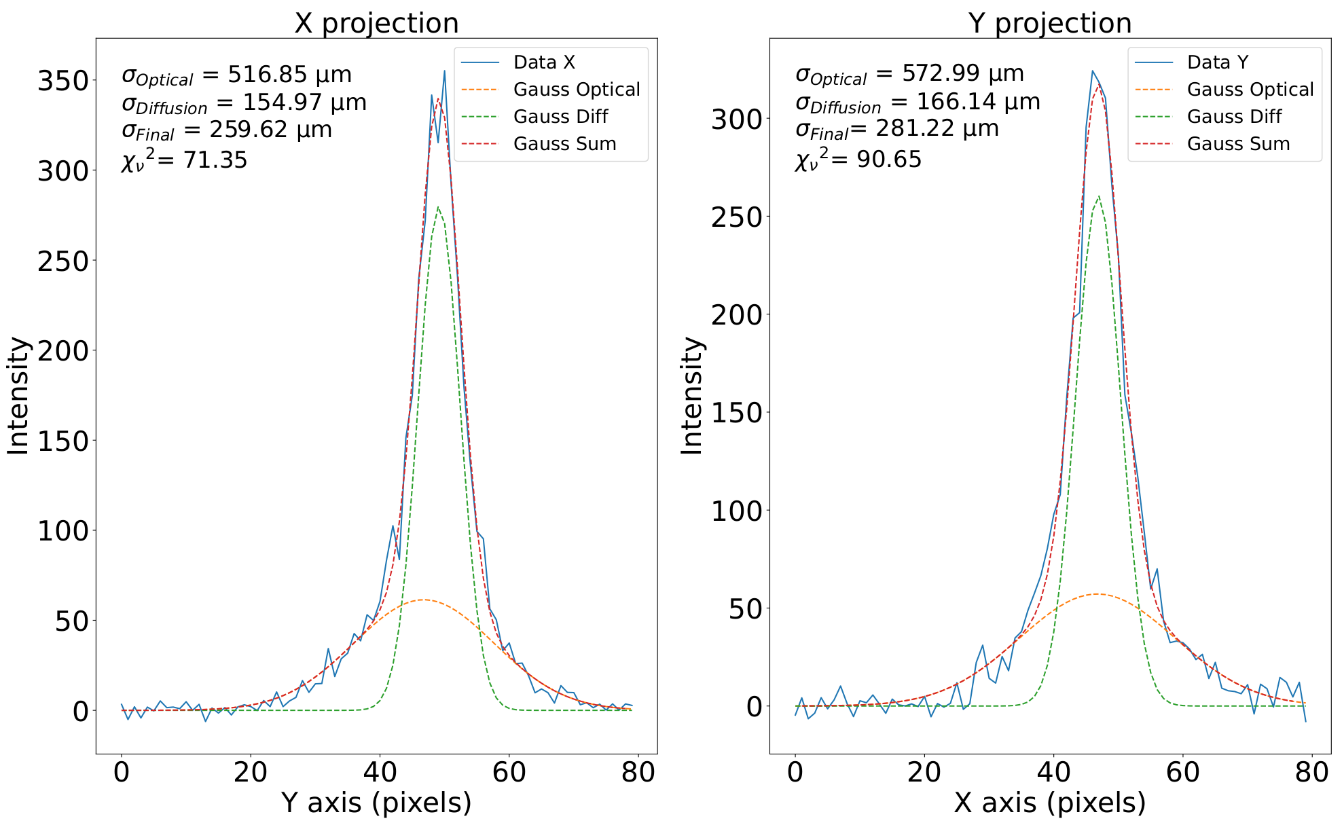 X projection
σOptical = 516.85 μm
σDiffusion = 154.97 μm
σFinal = 259.62 μm
χν²= 71.35
Data X
Gauss Optical
Gauss Diff
Gauss Sum
Intensity
350
300
250
200
150
100
50
0
0 20 40 60 80
Y axis (pixels)
Y projection
σOptical = 572.99 μm
σDiffusion = 166.14 μm
σFinal= 281.22 μm
χν²= 90.65
Data Y
Gauss Optical
Gauss Diff
Gauss Sum
Intensity
300
250
200
150
100
50
0
0 20 40 60 80
X axis (pixels)